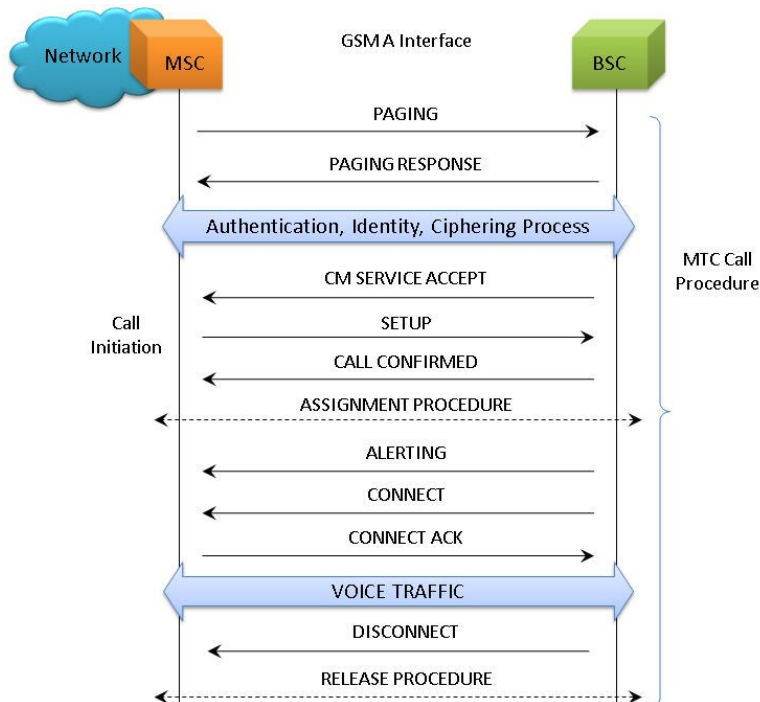 Network
MSC
GSM A Interface
BSC
PAGING
PAGING RESPONSE
Authentication, Identity, Ciphering Process
MTC Call
Procedure
CM SERVICE ACCEPT
Call
Initiation
SETUP
CALL CONFIRMED
ASSIGNMENT PROCEDURE
ALERTING
CONNECT
CONNECT ACK
VOICE TRAFFIC
DISCONNECT
RELEASE PROCEDURE